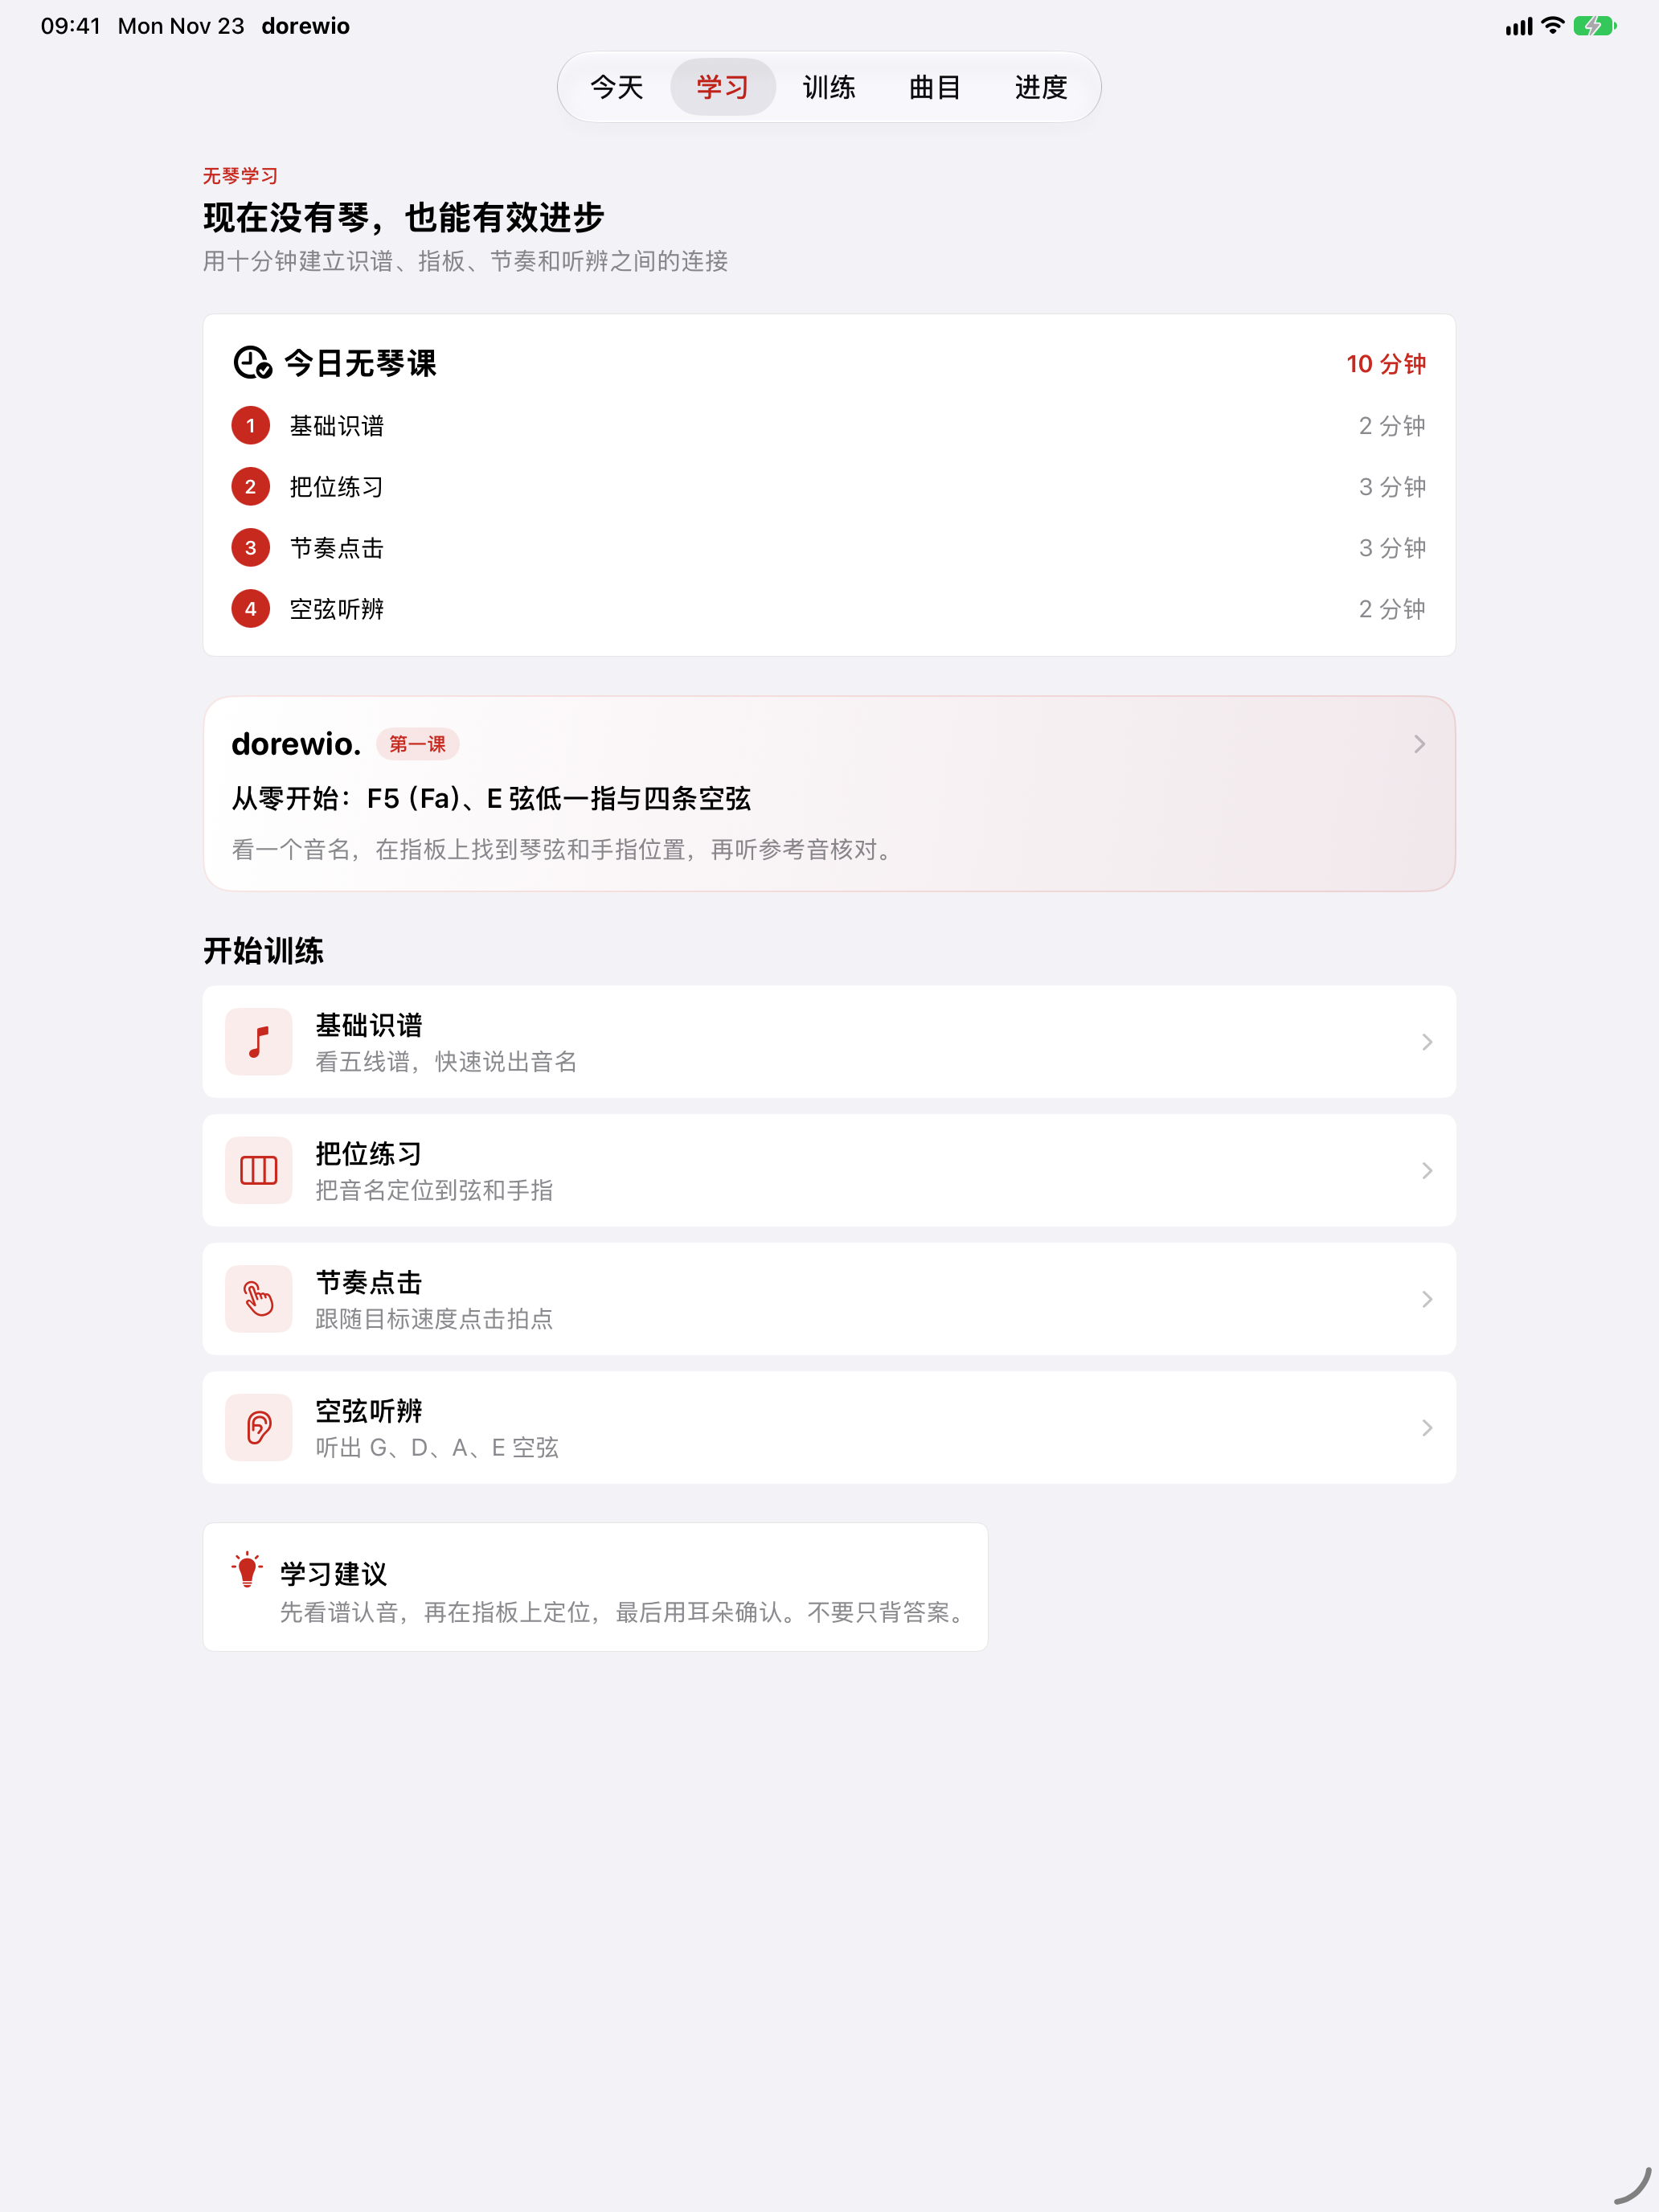 09:41 Mon Nov 23 dorewio
今天 学习 训练 曲目 进度
无琴学习
现在没有琴，也能有效进步
用十分钟建立识谱、指板、节奏和听辨之间的连接
今日无琴课 10 分钟
1 基础识谱 2 分钟
2 把位练习 3 分钟
3 节奏点击 3 分钟
4 空弦听辨 2 分钟
dorewio. 第一课
从零开始：F5（Fa）、E 弦低一指与四条空弦
看一个音名，在指板上找到琴弦和手指位置，再听参考音核对。
开始训练
基础识谱
看五线谱，快速说出音名
把位练习
把音名定位到弦和手指
节奏点击
跟随目标速度点击拍点
空弦听辨
听出 G、D、A、E 空弦
学习建议
先看谱认音，再在指板上定位，最后用耳朵确认。不要只背答案。